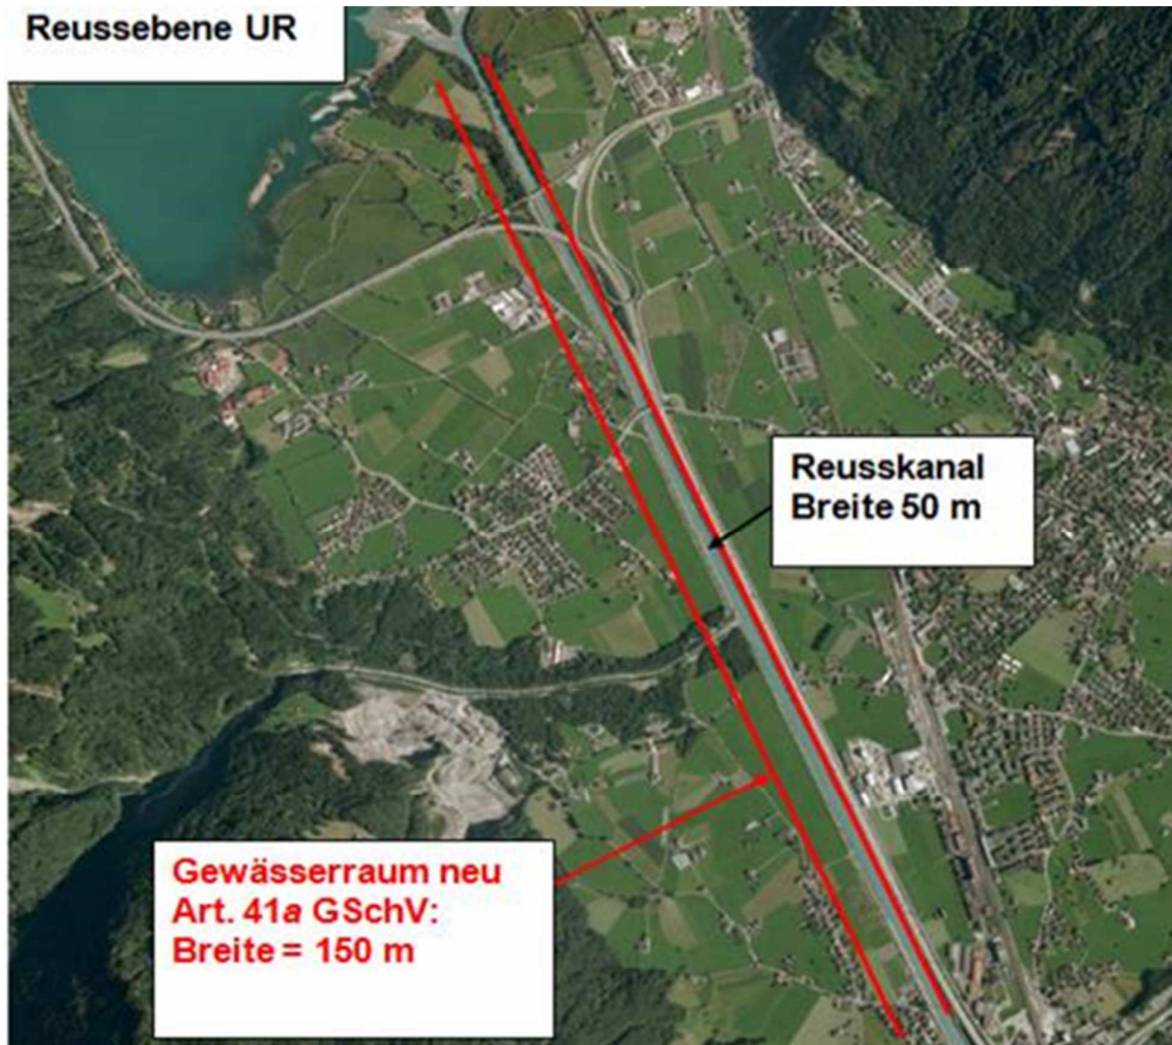 Reussebene UR
Reusskanal
Breite 50 m
Gewässerraum neu
Art. 41a GSchV:
Breite = 150 m